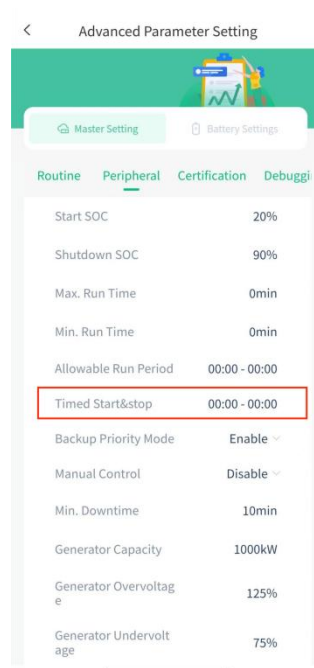 Advanced Parameter Setting
Master Setting Battery Settings
Routine Peripheral Certification Debuggi
Start SOC 20%
Shutdown SOC 90%
Max. Run Time 0min
Min. Run Time 0min
Allowable Run Period 00:00 - 00:00
Timed Start&stop 00:00 - 00:00
Backup Priority Mode Enable
Manual Control Disable
Min. Downtime 10min
Generator Capacity 1000kW
Generator Overvoltag
e 125%
Generator Undervolt
age 75%